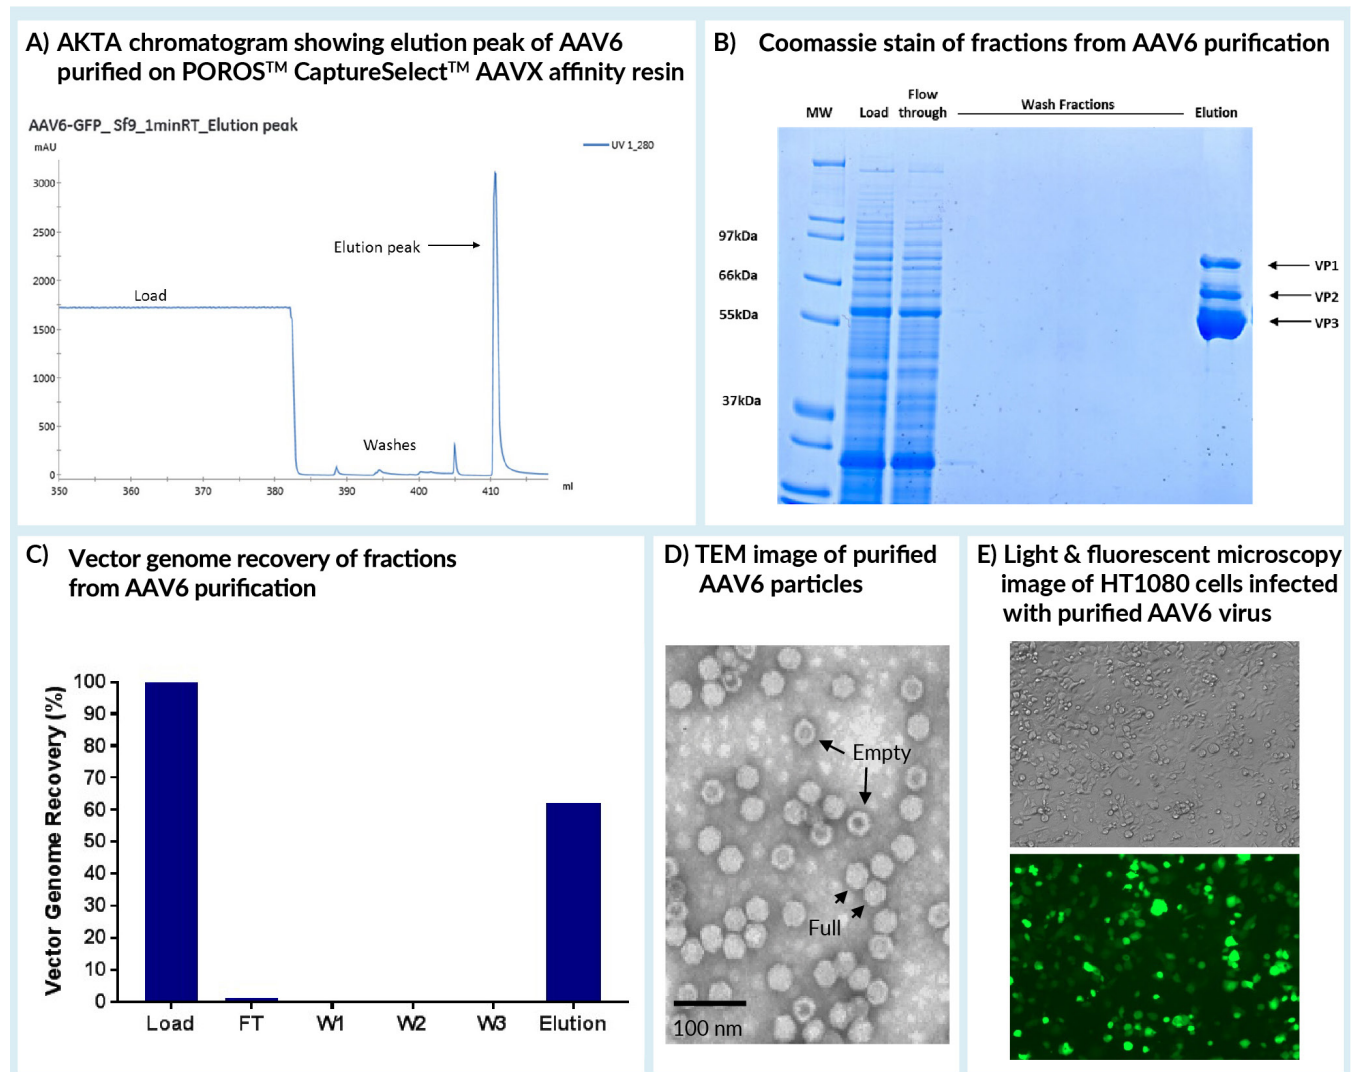 A) AKTA chromatogram showing elution peak of AAV6
purified on POROS™ CaptureSelect™ AAVX affinity resin
AAV6-GFP_ Sf9_1minRT_Elution peak
mAU
UV 1_280
3000
2500
2000
1500
1000
500
0
Elution peak
Load
Washes
350 360 370 380 390 400 410 ml
B) Coomassie stain of fractions from AAV6 purification
MW Load Flow through Wash Fractions Elution
97kDa
66kDa
55kDa
37kDa
VP1
VP2
VP3
C) Vector genome recovery of fractions
from AAV6 purification
Vector Genome Recovery (%)
100
90
80
70
60
50
40
30
20
10
0
Load FT W1 W2 W3 Elution
D) TEM image of purified
AAV6 particles
Empty
Full
100 nm
E) Light & fluorescent microscopy
image of HT1080 cells infected
with purified AAV6 virus